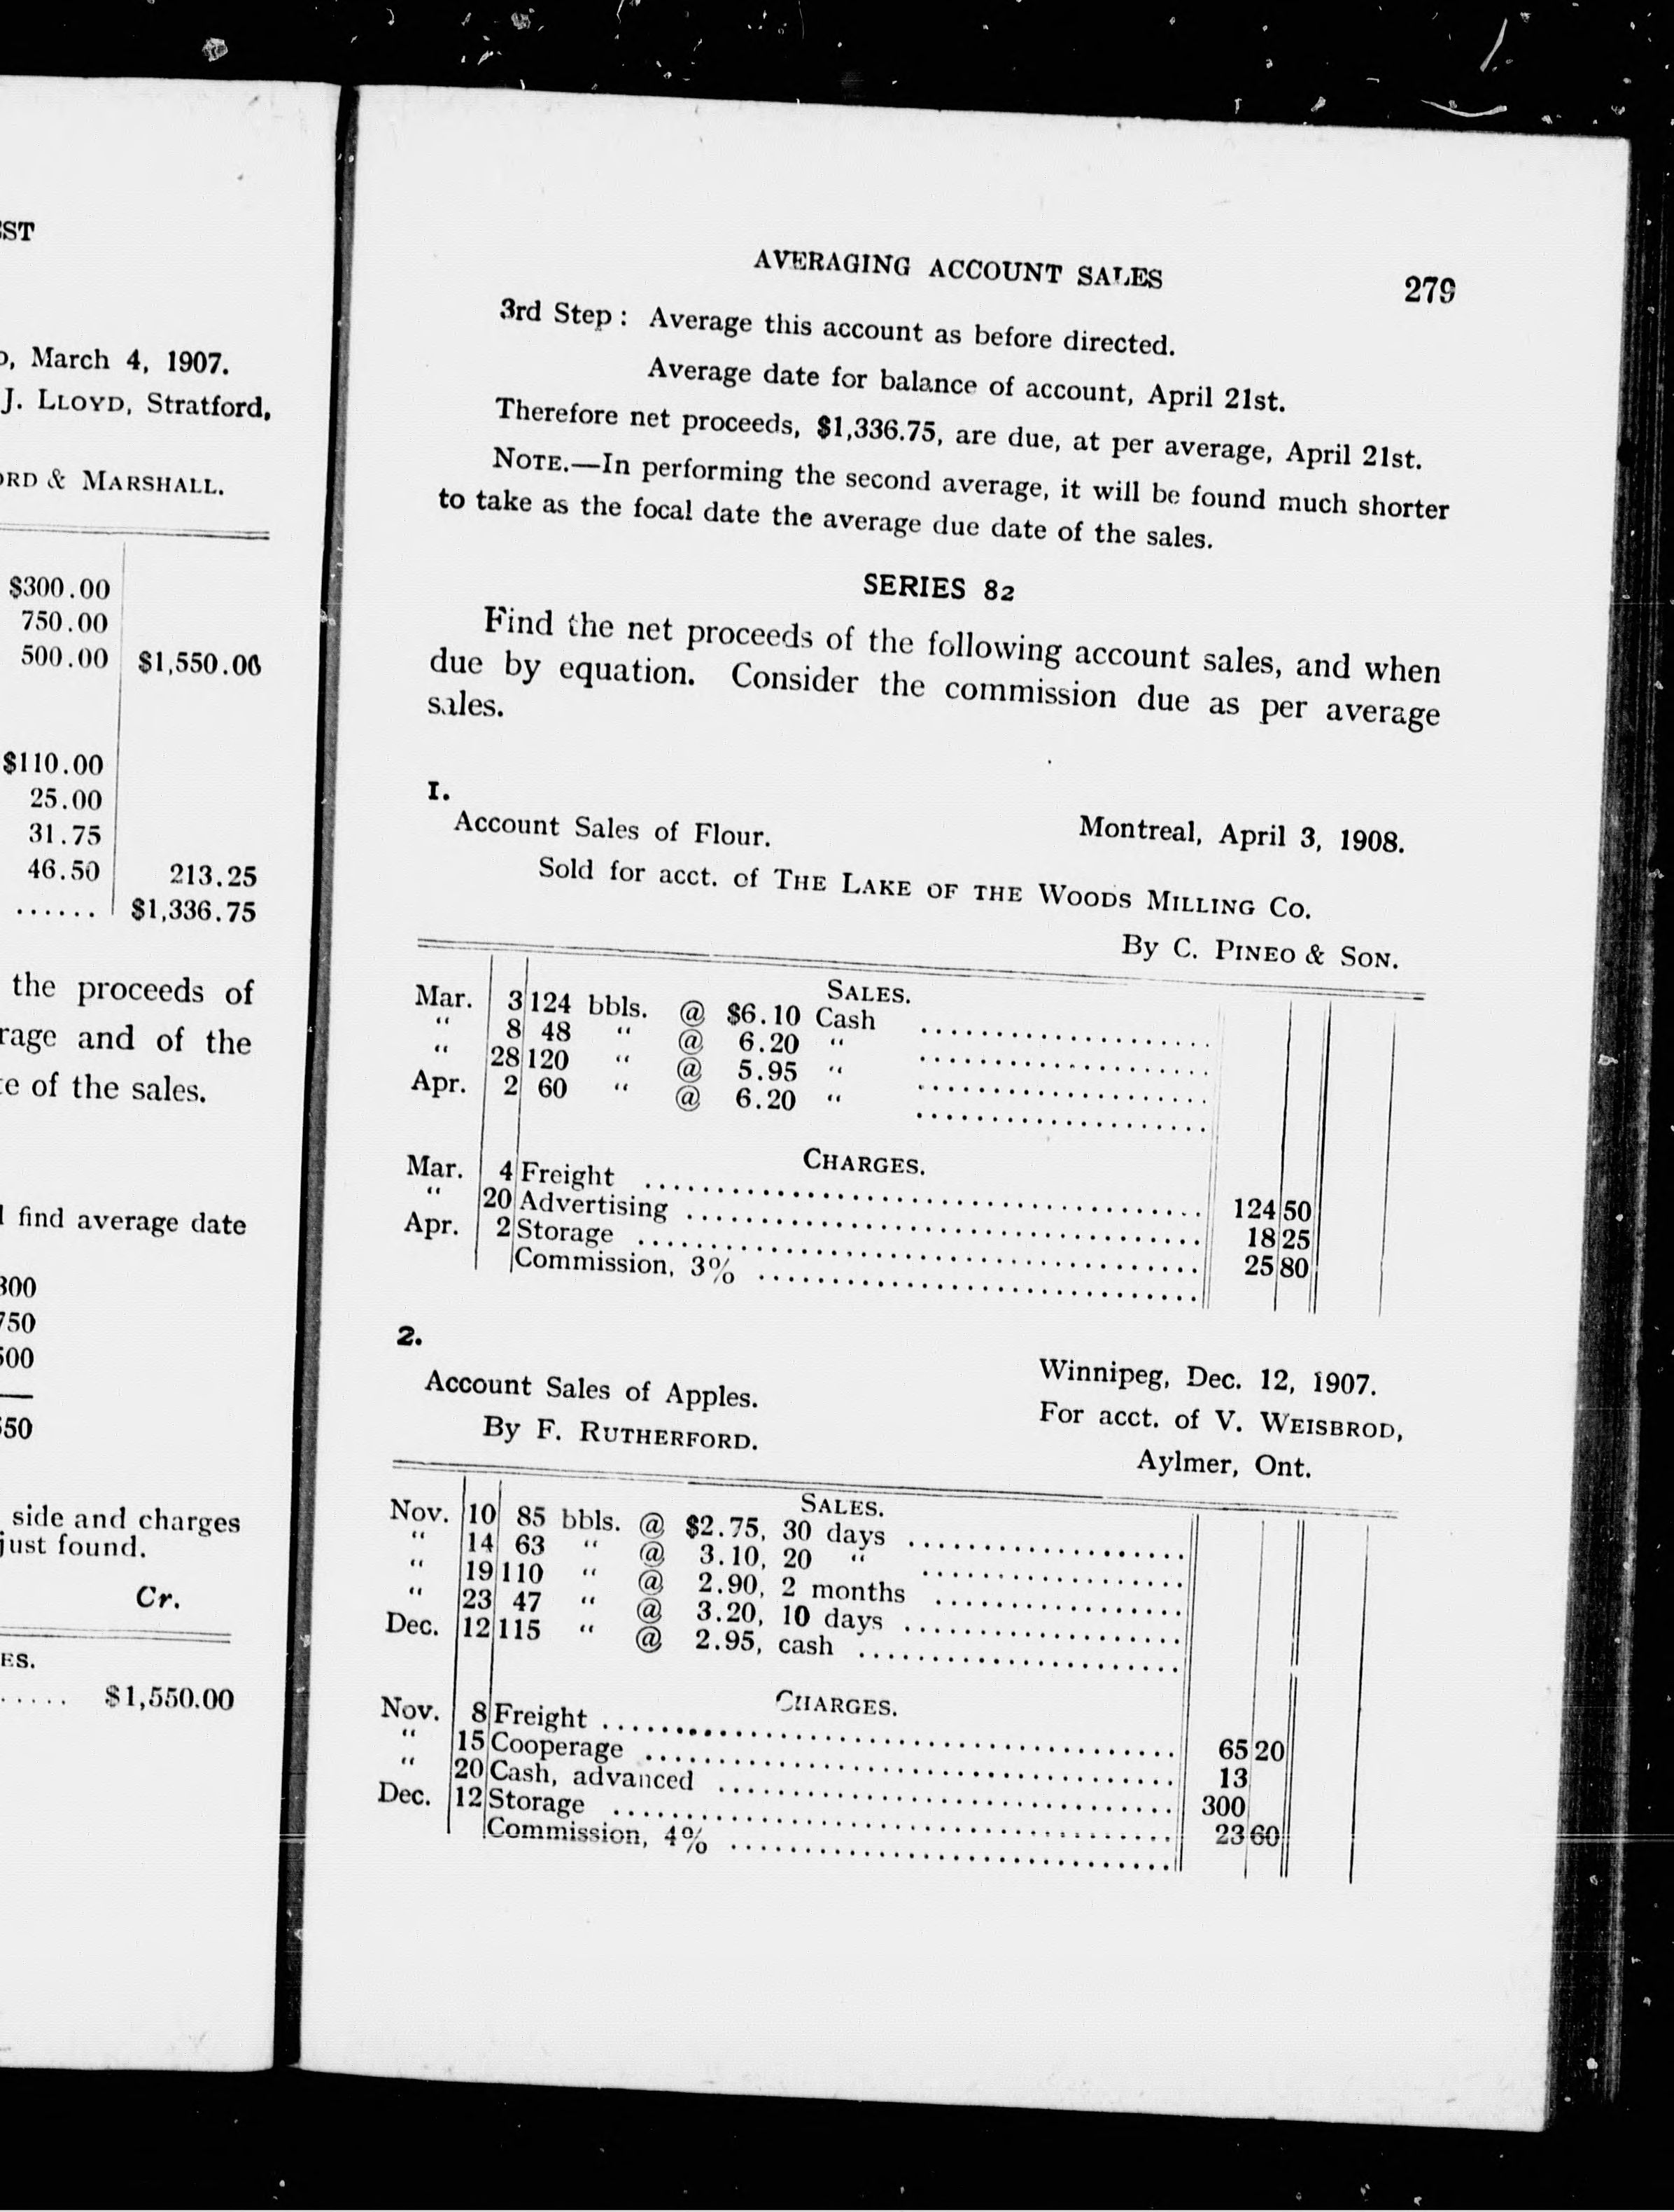 ST
, March 4, 1907.
J. LLOYD, Stratford,
ORD & MARSHALL.
$300.00
750.00
500.00 $1,550.00
$110.00
25.00
31.75
46.50 213.25
...... $1,336.75
the proceeds of
rage and of the
e of the sales.
find average date
300
750
500
550
side and charges
just found.
Cr.
ES.
..... $1,550.00
AVERAGING ACCOUNT SALES 279
3rd Step: Average this account as before directed.
Average date for balance of account, April 21st.
Therefore net proceeds, $1,336.75, are due, at per average, April 21st.
NOTE.—In performing the second average, it will be found much shorter
to take as the focal date the average due date of the sales.
SERIES 82
Find the net proceeds of the following account sales, and when
due by equation. Consider the commission due as per average
sales.
1.
Account Sales of Flour. Montreal, April 3, 1908.
Sold for acct. of THE LAKE OF THE WOODS MILLING CO.
By C. PINEO & SON.
SALES.
Mar. 3 124 bbls. @ $6.10 Cash ......................
" 8 48 " @ 6.20 " ......................
" 28 120 " @ 5.95 " ......................
Apr. 2 60 " @ 6.20 " ......................
CHARGES.
Mar. 4 Freight .......................................... 124 50
" 20 Advertising ...................................... 18 25
Apr. 2 Storage .......................................... 25 80
Commission, 3% .................................
2.
Account Sales of Apples. Winnipeg, Dec. 12, 1907.
By F. RUTHERFORD. For acct. of V. WEISBROD,
Aylmer, Ont.
SALES.
Nov. 10 85 bbls. @ $2.75, 30 days .....................
" 14 63 " @ 3.10, 20 " ....................
" 19 110 " @ 2.90, 2 months ...................
" 23 47 " @ 3.20, 10 days .....................
Dec. 12 115 " @ 2.95, cash ........................
CHARGES.
Nov. 8 Freight ........................................... 65 20
" 15 Cooperage ........................................ 13
" 20 Cash, advanced .................................. 300
Dec. 12 Storage .......................................... 23 60
Commission, 4% .................................